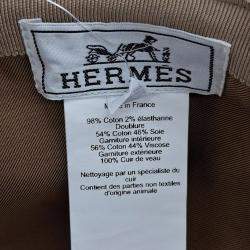 HERMÈS
Made in France
98% Coton 2% élasthanne
Doublure
54% Coton 46% Soie
Garniture intérieure
56% Coton 44% Viscose
Garniture extérieure
100% Cuir de veau
Nettoyage par un spécialiste du
cuir
Contient des parties non textiles
d'origine animale